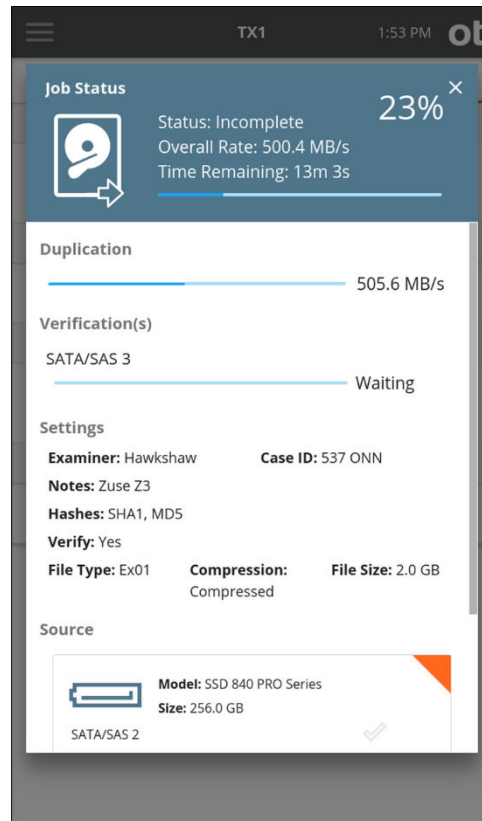 TX1
1:53 PM
Job Status
23%
Status: Incomplete
Overall Rate: 500.4 MB/s
Time Remaining: 13m 3s
Duplication
505.6 MB/s
Verification(s)
SATA/SAS 3
Waiting
Settings
Examiner: Hawkshaw Case ID: 537 ONN
Notes: Zuse Z3
Hashes: SHA1, MD5
Verify: Yes
File Type: Ex01 Compression: File Size: 2.0 GB
Compressed
Source
Model: SSD 840 PRO Series
Size: 256.0 GB
SATA/SAS 2